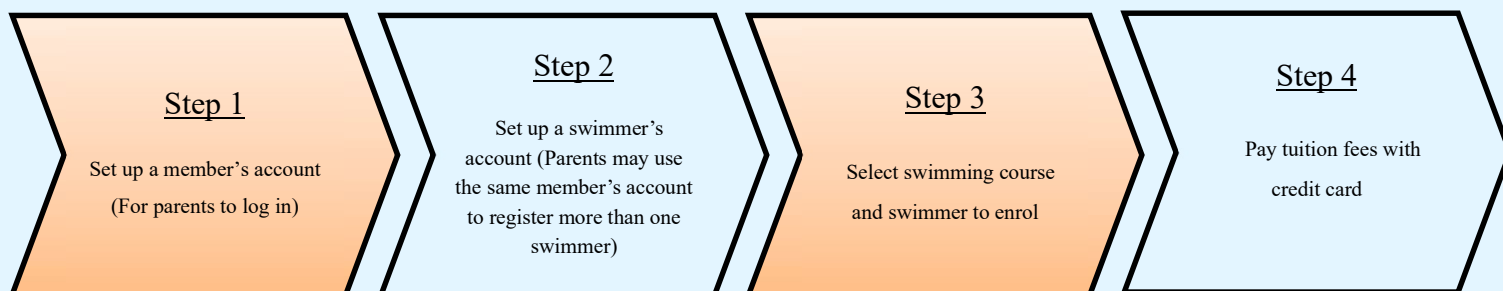 Step 1
Set up a member’s account
(For parents to log in)
Step 2
Set up a swimmer’s
account (Parents may use
the same member’s account
to register more than one
swimmer)
Step 3
Select swimming course
and swimmer to enrol
Step 4
Pay tuition fees with
credit card